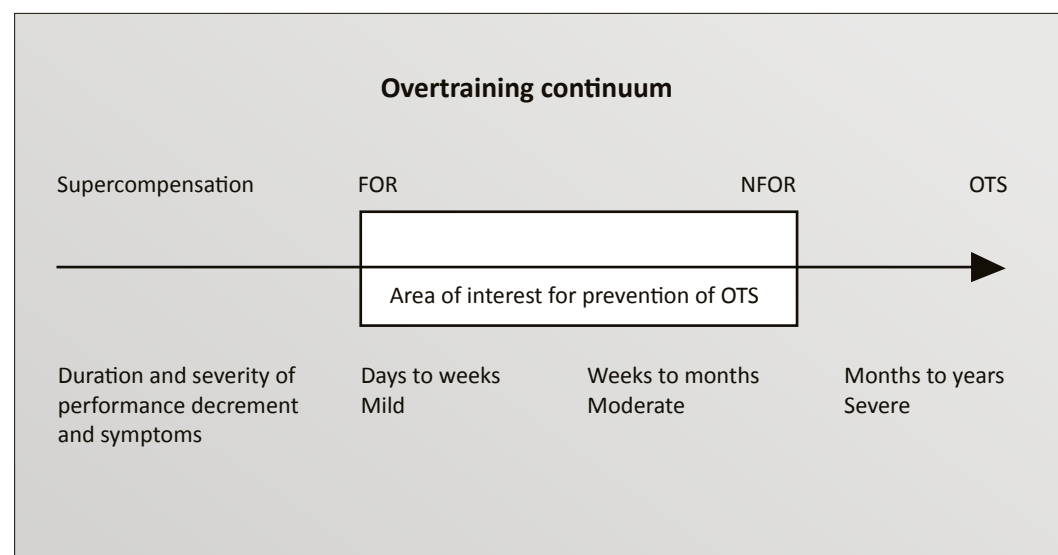 Overtraining continuum
Supercompensation FOR NFOR OTS
Area of interest for prevention of OTS
Duration and severity of
performance decrement
and symptoms
Days to weeks
Mild
Weeks to months
Moderate
Months to years
Severe